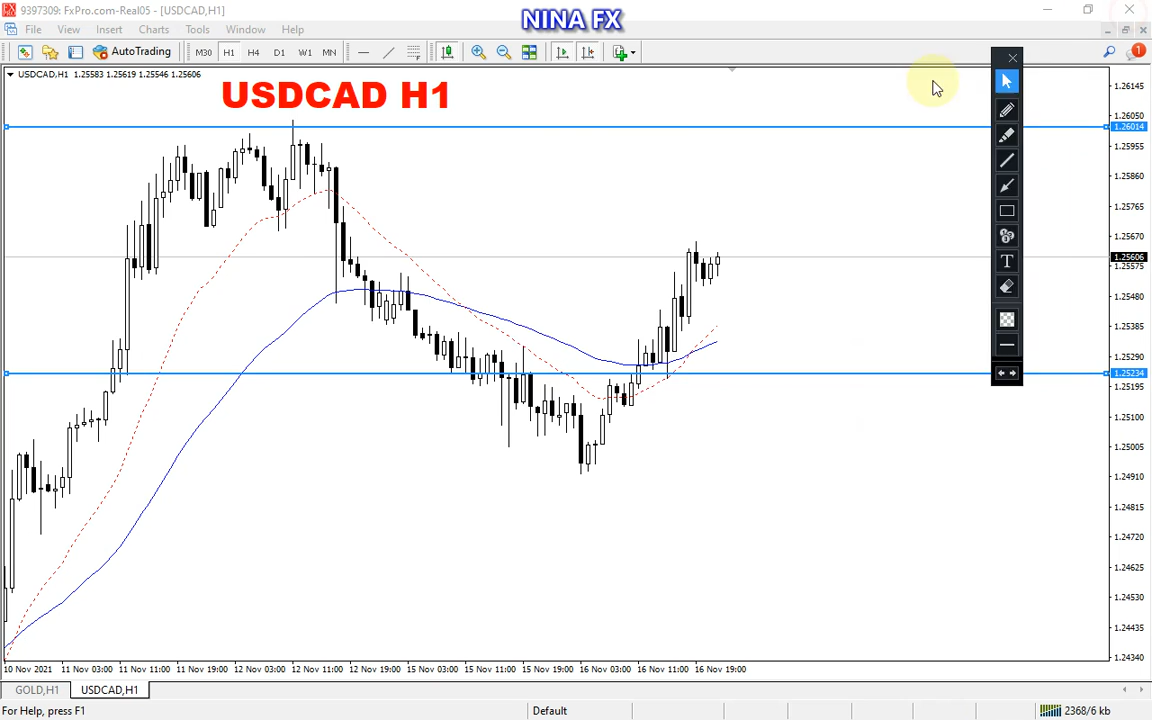 9397309: FxPro.com-Real05 - [USDCAD,H1]
NINA FX
File View Insert Charts Tools Window Help
AutoTrading M30 H1 H4 D1 W1 MN 1
USDCAD,H1 1.25583 1.25619 1.25546 1.25606
USDCAD H1
1.26145
1.26050
1.26014
1.25955
1.25860
1.25765
1.25670
1.25606
1.25575
1.25480
1.25385
1.25290
1.25234
1.25195
1.25100
1.25005
1.24910
1.24815
1.24720
1.24625
1.24530
1.24435
1.24340
T
10 Nov 2021 11 Nov 03:00 11 Nov 11:00 11 Nov 19:00 12 Nov 03:00 12 Nov 11:00 12 Nov 19:00 15 Nov 03:00 15 Nov 11:00 15 Nov 19:00 16 Nov 03:00 16 Nov 11:00 16 Nov 19:00
GOLD,H1 USDCAD,H1
For Help, press F1 Default 2368/6 kb